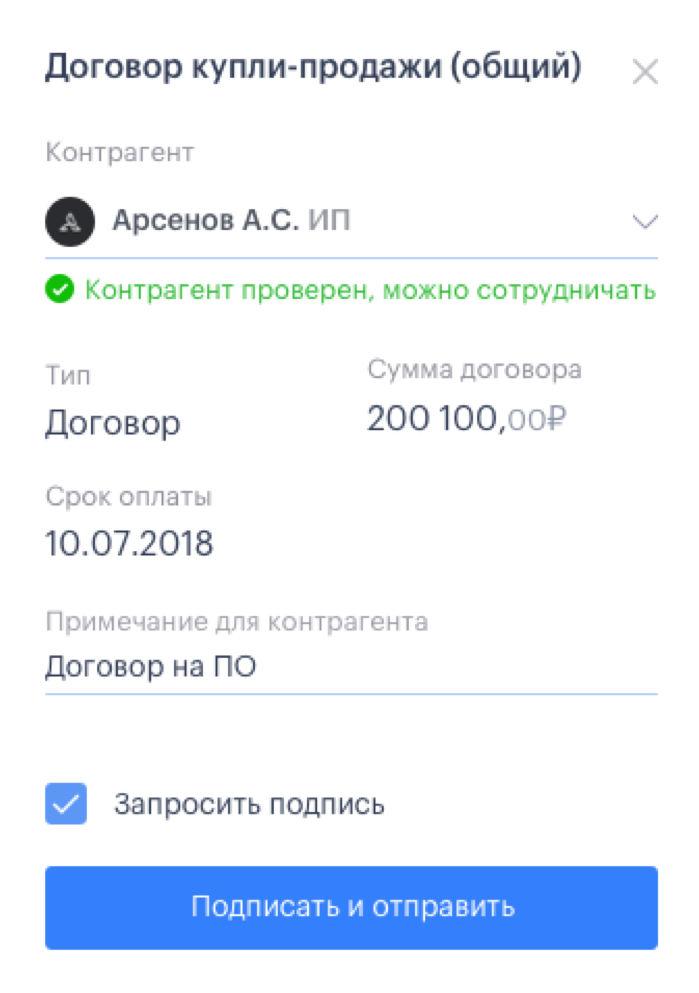 Договор купли-продажи (общий)
Контрагент
Арсенов А.С. ИП
Контрагент проверен, можно сотрудничать
Тип
Договор
Сумма договора
200 100,00₽
Срок оплаты
10.07.2018
Примечание для контрагента
Договор на ПО
Запросить подпись
Подписать и отправить